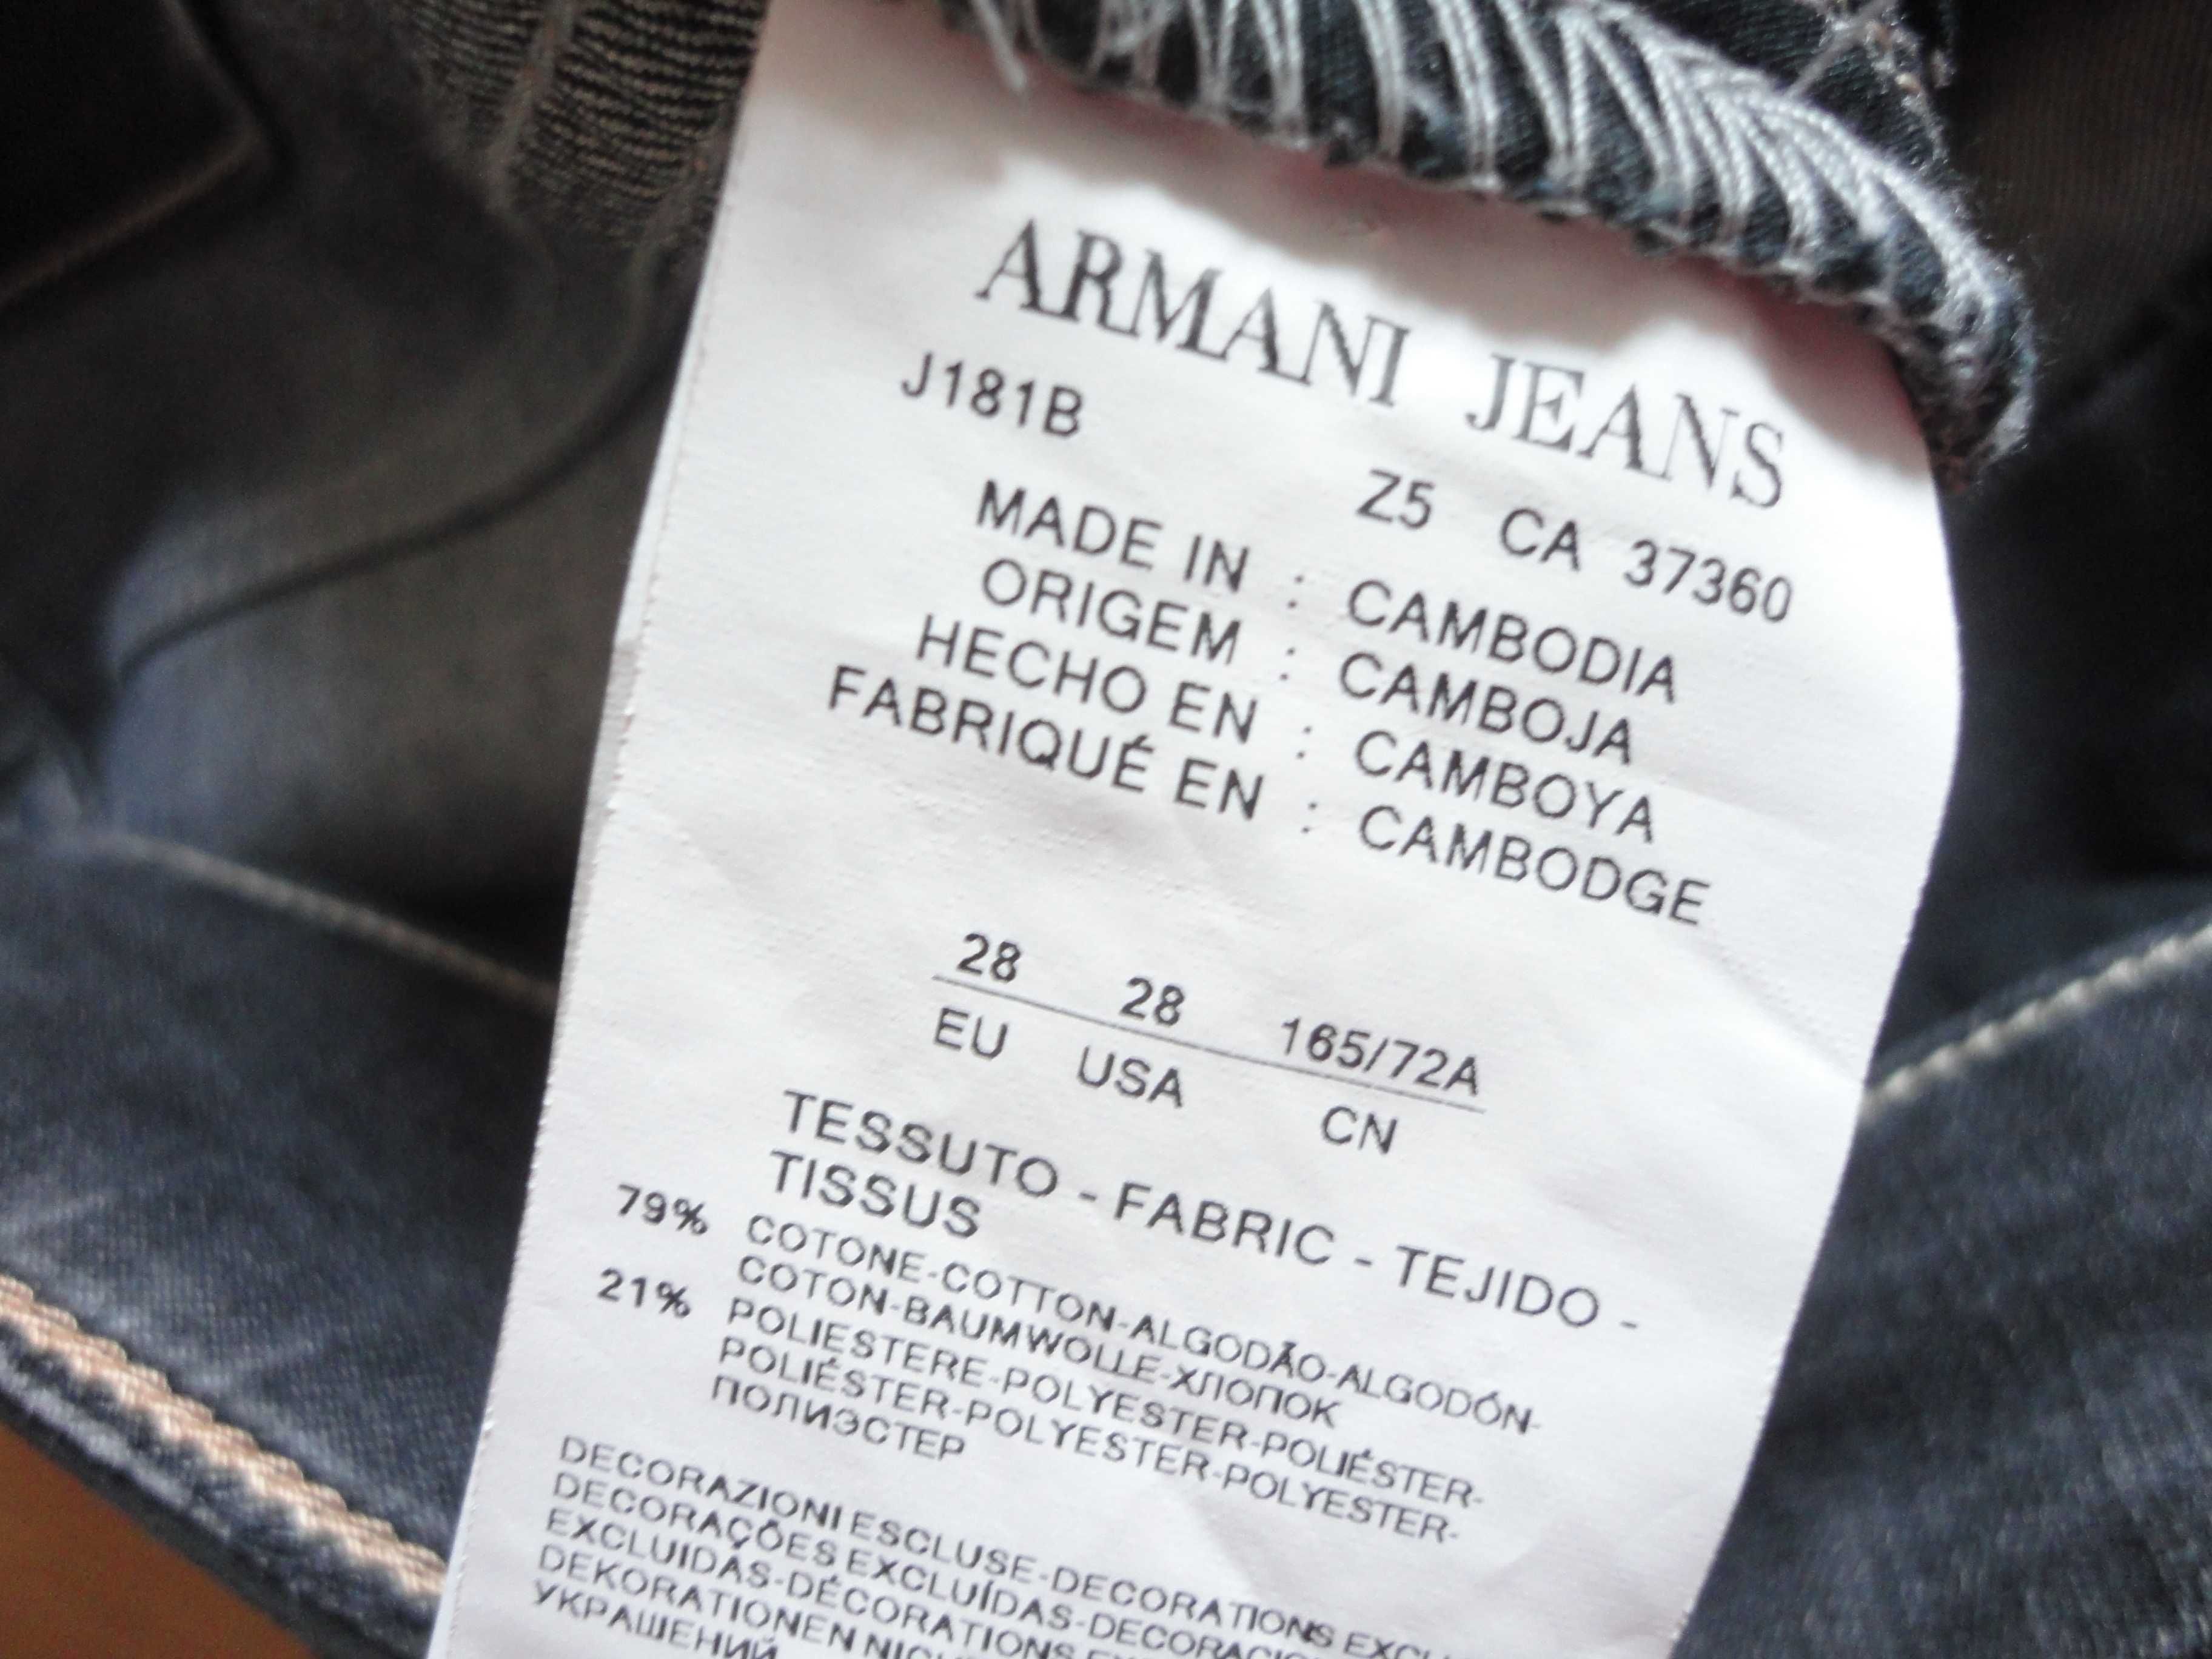 ARMANI JEANS
J181B Z5 CA 37360
MADE IN : CAMBODIA
ORIGEM : CAMBOJA
HECHO EN : CAMBOYA
FABRIQUÉ EN : CAMBODGE
28 28 165/72A
EU USA CN
TESSUTO - FABRIC - TEJIDO -
TISSUS
79% COTONE-COTTON-ALGODÃO-ALGODÓN-
COTON-BAUMWOLLE-ХЛОПОК
21% POLIESTERE-POLYESTER-POLIÉSTER-
POLIÉSTER-POLYESTER-POLYESTER-
ПОЛИЭСТЕР
DECORAZIONI ESCLUSE-DECORATIONS
DECORAÇÕES EXCLUÍDAS-
EXCLUIDAS-DÉCORATIONS
DEKORATIONEN
УКРАШЕНИЙ